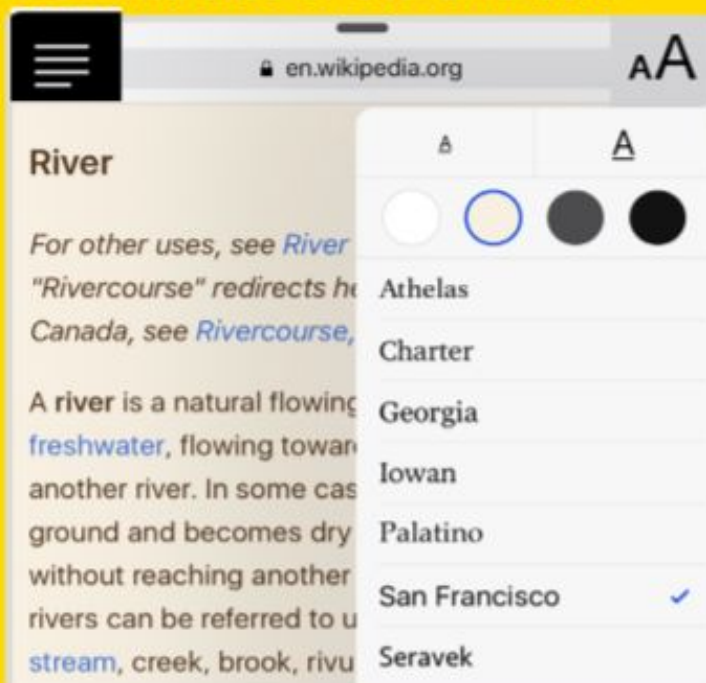 en.wikipedia.org
AA
A
A
River
For other uses, see River
"Rivercourse" redirects he
Canada, see Rivercourse,
A river is a natural flowing
freshwater, flowing towar
another river. In some cas
ground and becomes dry
without reaching another
rivers can be referred to u
stream, creek, brook, rivu
Athelas
Charter
Georgia
Iowan
Palatino
San Francisco
Seravek